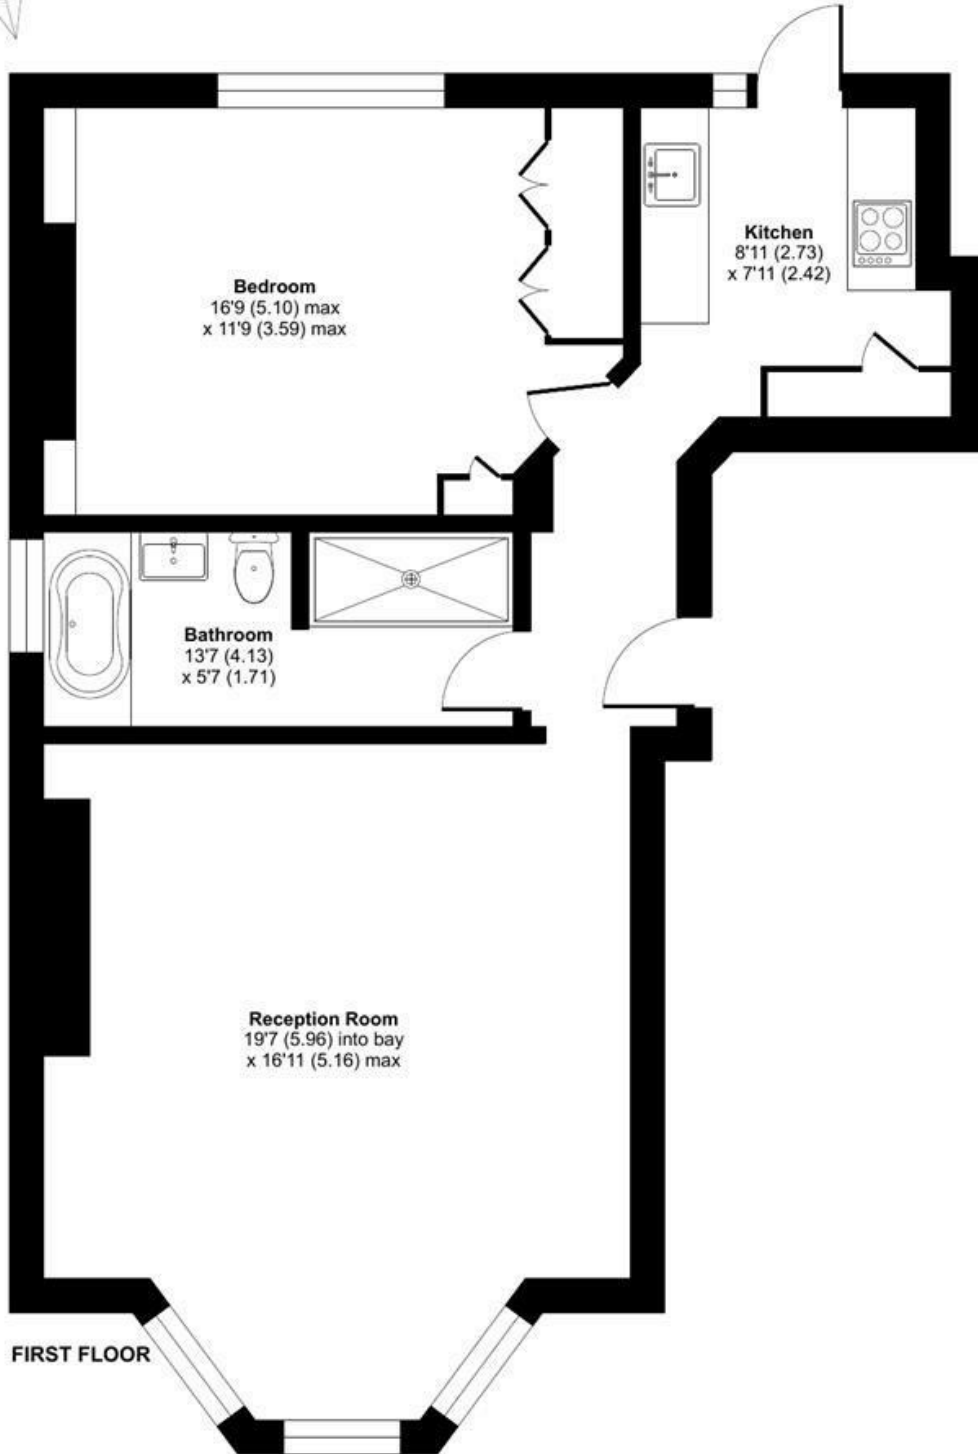 Kitchen
8'11 (2.73)
x 7'11 (2.42)
Bedroom
16'9 (5.10) max
x 11'9 (3.59) max
Bathroom
13'7 (4.13)
x 5'7 (1.71)
Reception Room
19'7 (5.96) into bay
x 16'11 (5.16) max
FIRST FLOOR